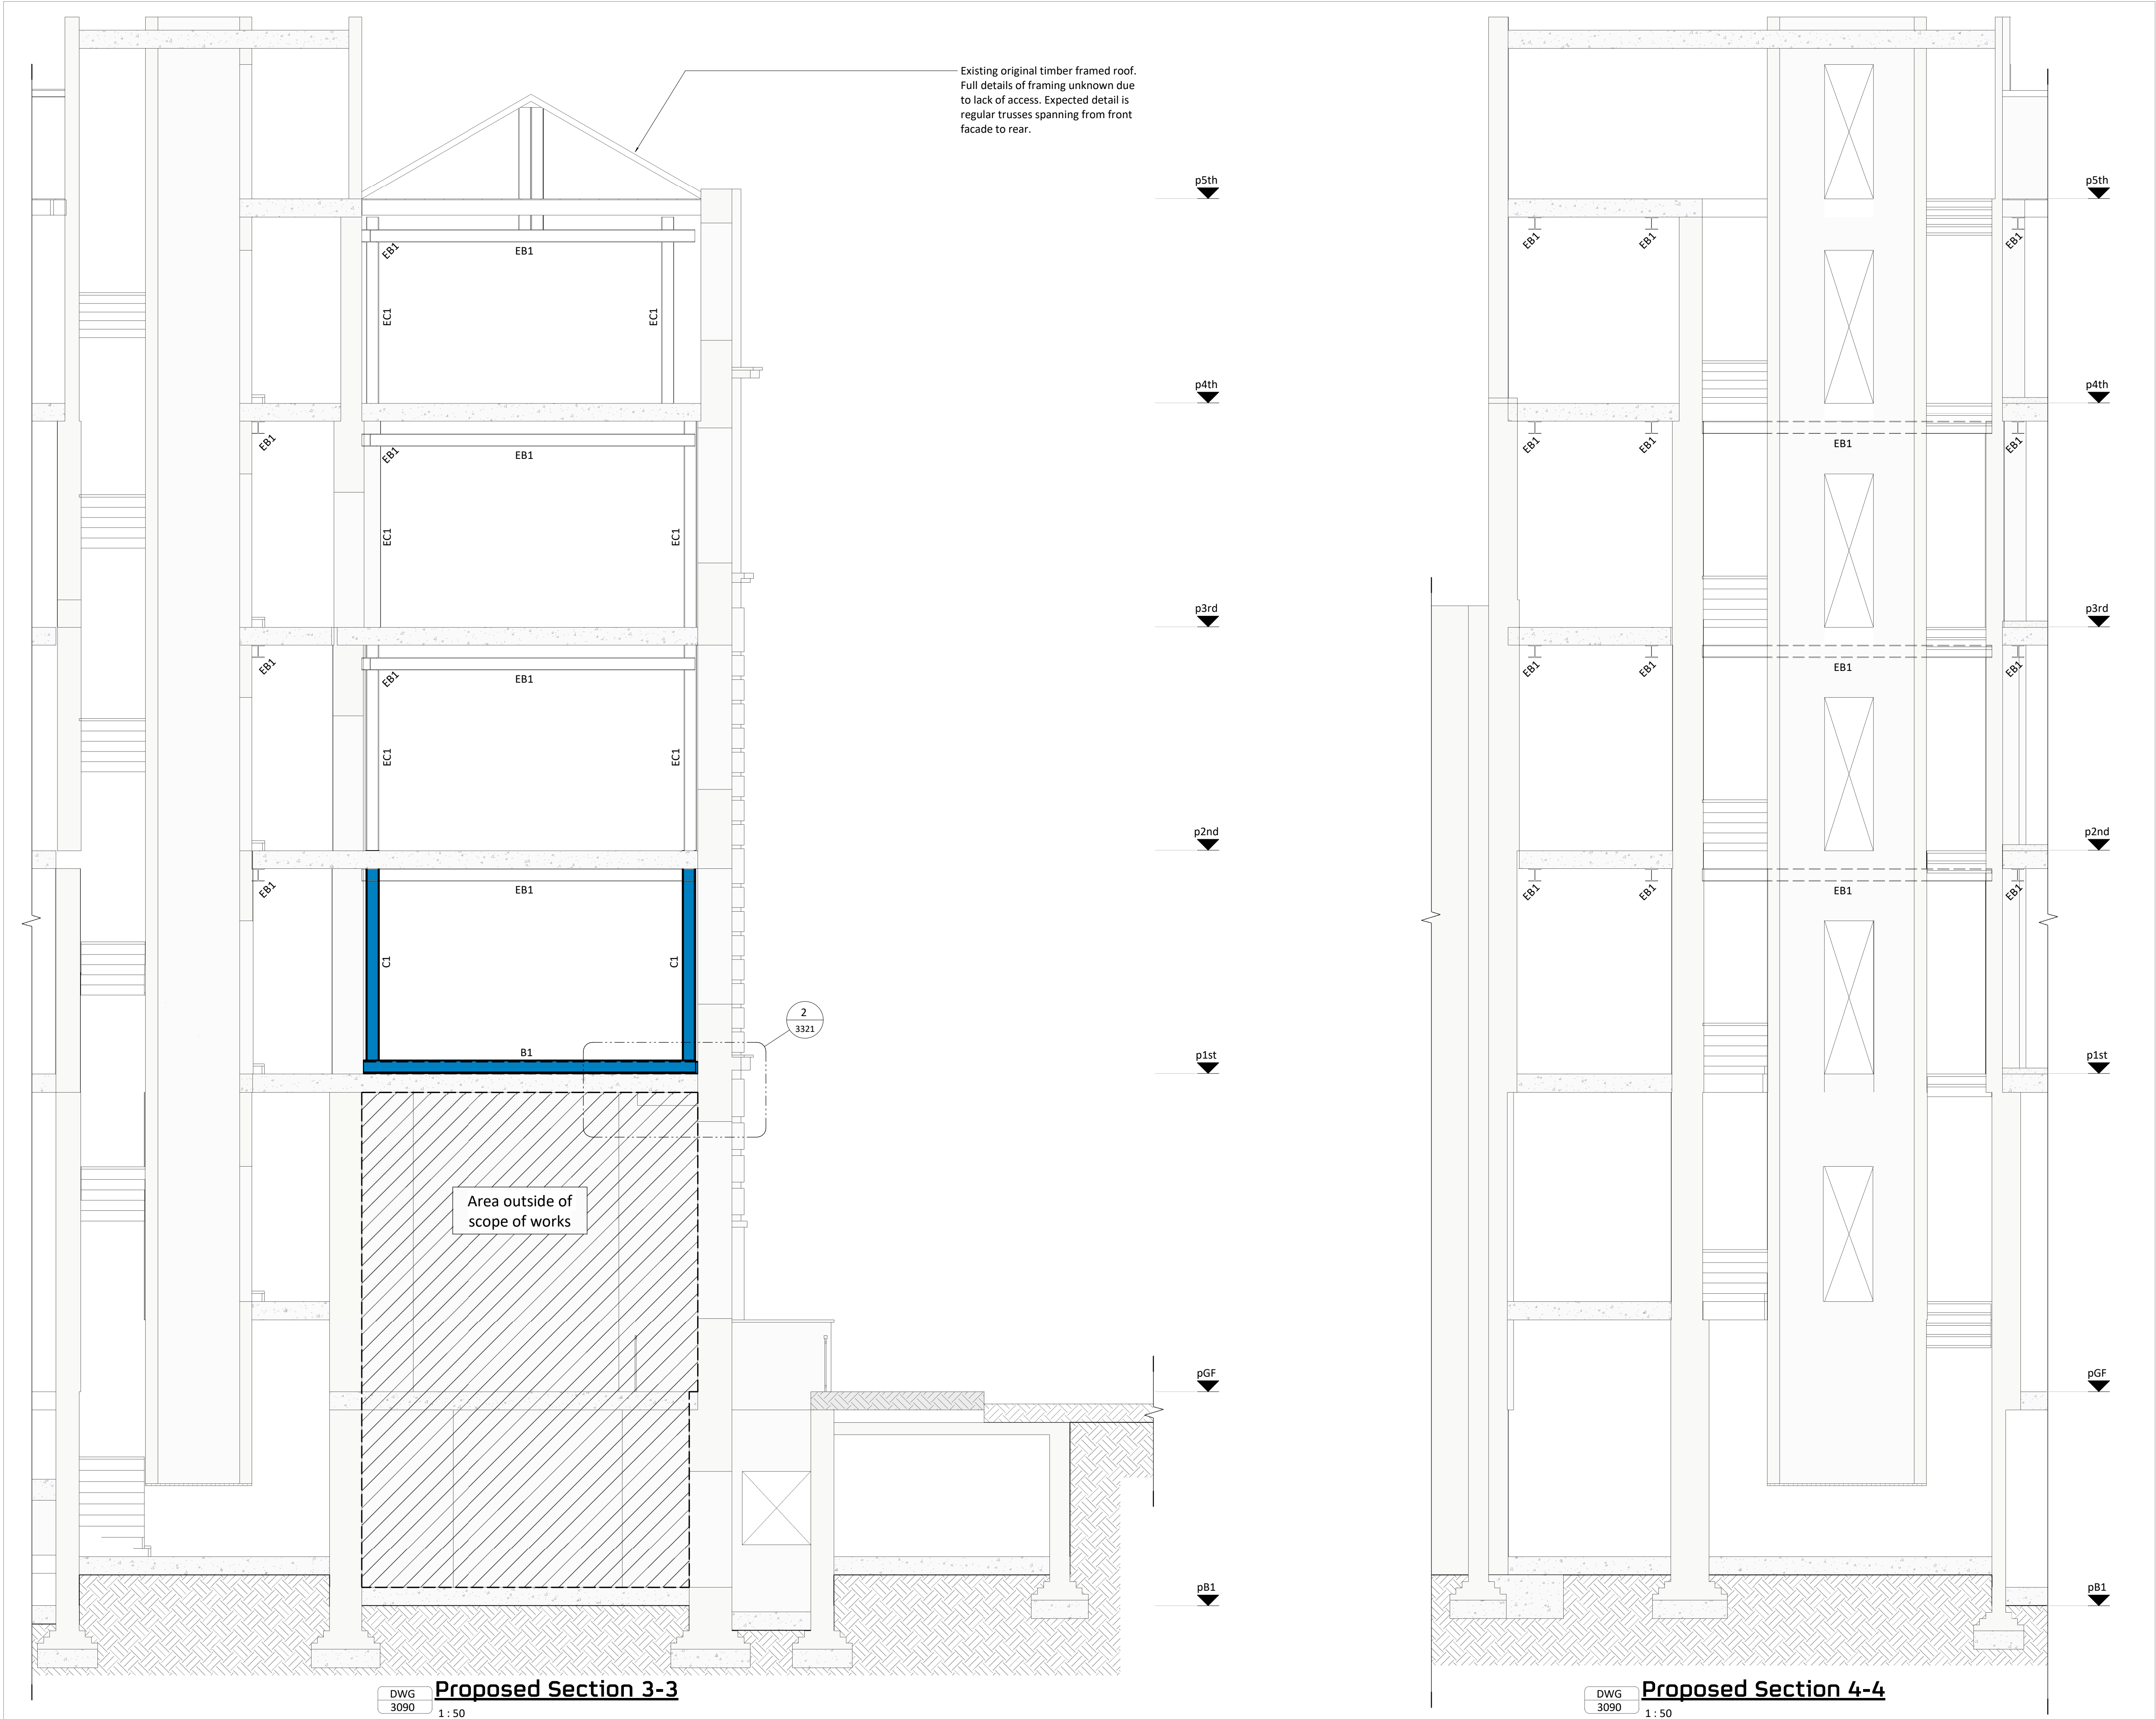 Existing original timber framed roof.
Full details of framing unknown due
to lack of access. Expected detail is
regular trusses spanning from front
facade to rear.
p5th
EB1
EB1
EC1
EC1
p4th
EB1
EB1
EB1
EC1
EC1
p3rd
EB1
EB1
EB1
EC1
EC1
p2nd
EB1
EB1
C1
C1
2
3321
B1
p1st
Area outside of
scope of works
pGF
pB1
DWG
3090
Proposed Section 3-3
1 : 50
p5th
EB1
EB1
EB1
p4th
EB1
EB1
EB1
EB1
p3rd
EB1
EB1
EB1
EB1
p2nd
EB1
EB1
EB1
EB1
p1st
pGF
pB1
DWG
3090
Proposed Section 4-4
1 : 50